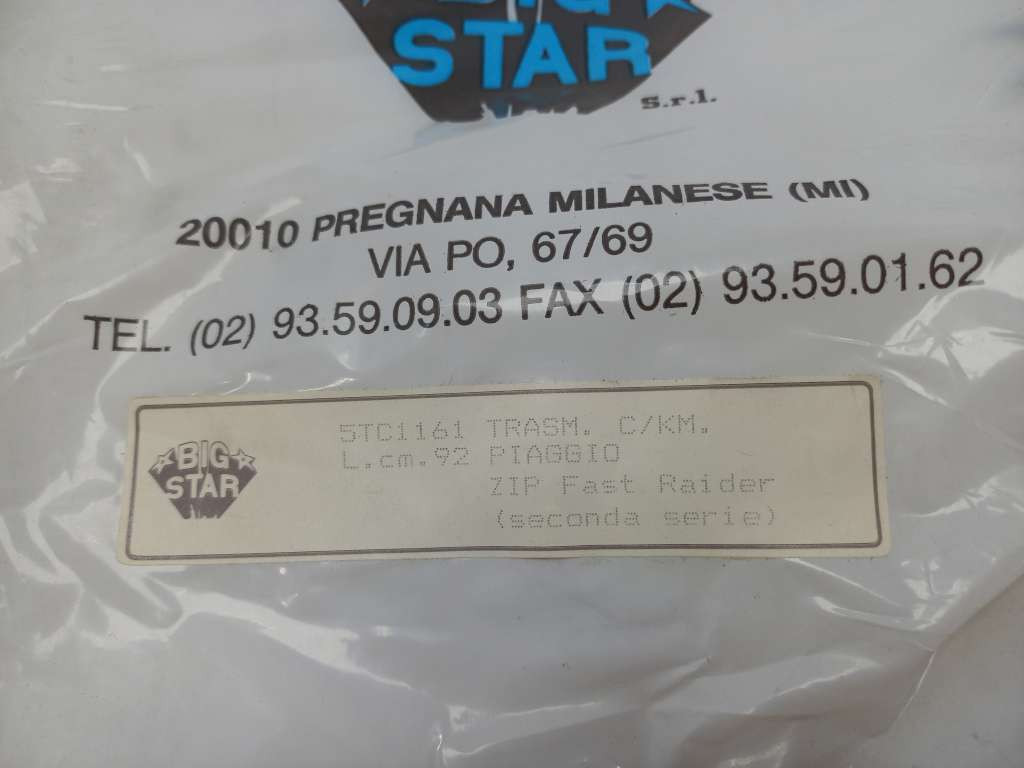 BIG
STAR
S.r.l.
20010 PREGNANA MILANESE (MI)
VIA PO, 67/69
TEL. (02) 93.59.09.03 FAX (02) 93.59.01.62
BIG
STAR
5TC1161 TRASM. C/KM.
L.cm.92 PIAGGIO
ZIP Fast Raider
(seconda serie)